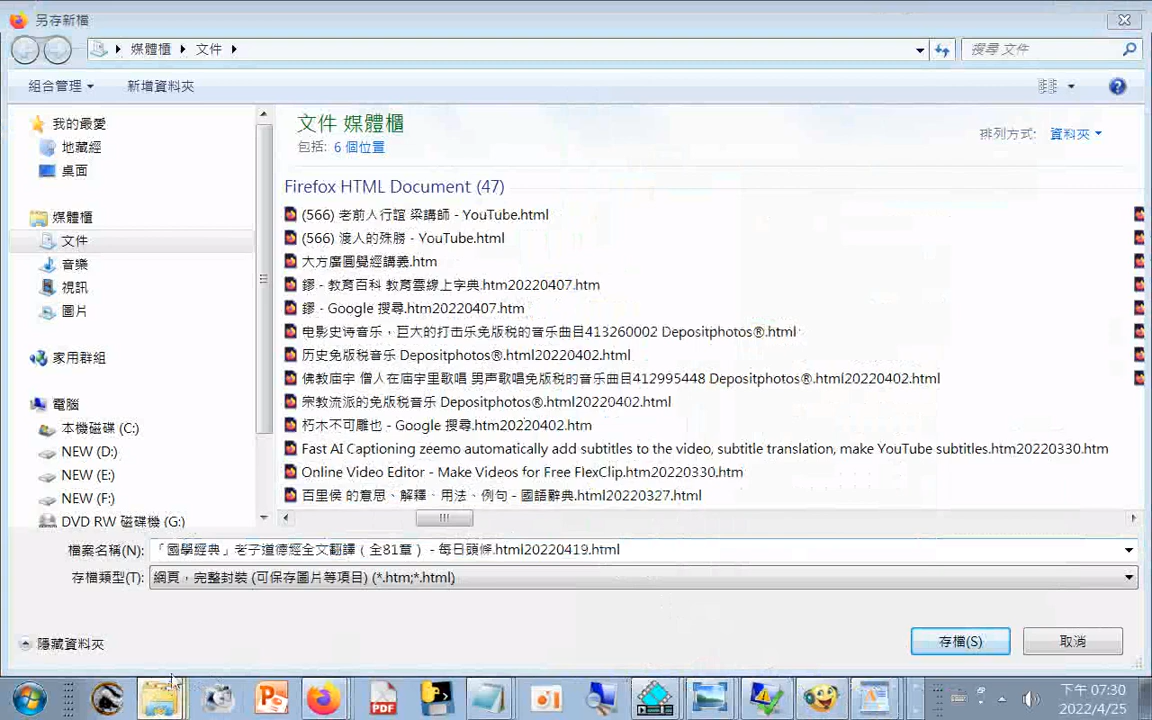 另存新檔
媒體櫃 文件
搜尋 文件
組合管理 新增資料夾
我的最愛
地藏經
桌面
媒體櫃
文件
音樂
視訊
圖片
家用群組
電腦
本機磁碟 (C:)
NEW (D:)
NEW (E:)
NEW (F:)
DVD RW 磁碟機 (G:)
文件 媒體櫃
包括: 6 個位置
排列方式: 資料夾
Firefox HTML Document (47)
(566) 老前人行誼 梁講師 - YouTube.html
(566) 渡人的殊勝 - YouTube.html
大方廣圓覺經講義.htm
鏐 - 教育百科 教育雲線上字典.htm20220407.htm
鏐 - Google 搜尋.htm20220407.htm
电影史诗音乐，巨大的打击乐免版税的音乐曲目413260002 Depositphotos®.html
历史免版税音乐 Depositphotos®.html20220402.html
佛教庙宇 僧人在庙宇里歌唱 男声歌唱免版税的音乐曲目412995448 Depositphotos®.html20220402.html
宗教流派的免版税音乐 Depositphotos®.html20220402.html
朽木不可雕也 - Google 搜尋.htm20220402.htm
Fast AI Captioning zeemo automatically add subtitles to the video, subtitle translation, make YouTube subtitles.htm20220330.htm
Online Video Editor - Make Videos for Free FlexClip.htm20220330.htm
百里侯 的意思、解釋、用法、例句 - 國語辭典.html20220327.html
檔案名稱(N): 「國學經典」老子道德經全文翻譯（全81章） - 每日頭條.html20220419.html
存檔類型(T): 網頁，完整封裝 (可保存圖片等項目) (*.htm;*.html)
隱藏資料夾
存檔(S) 取消
PDF
下午 07:30
2022/4/25